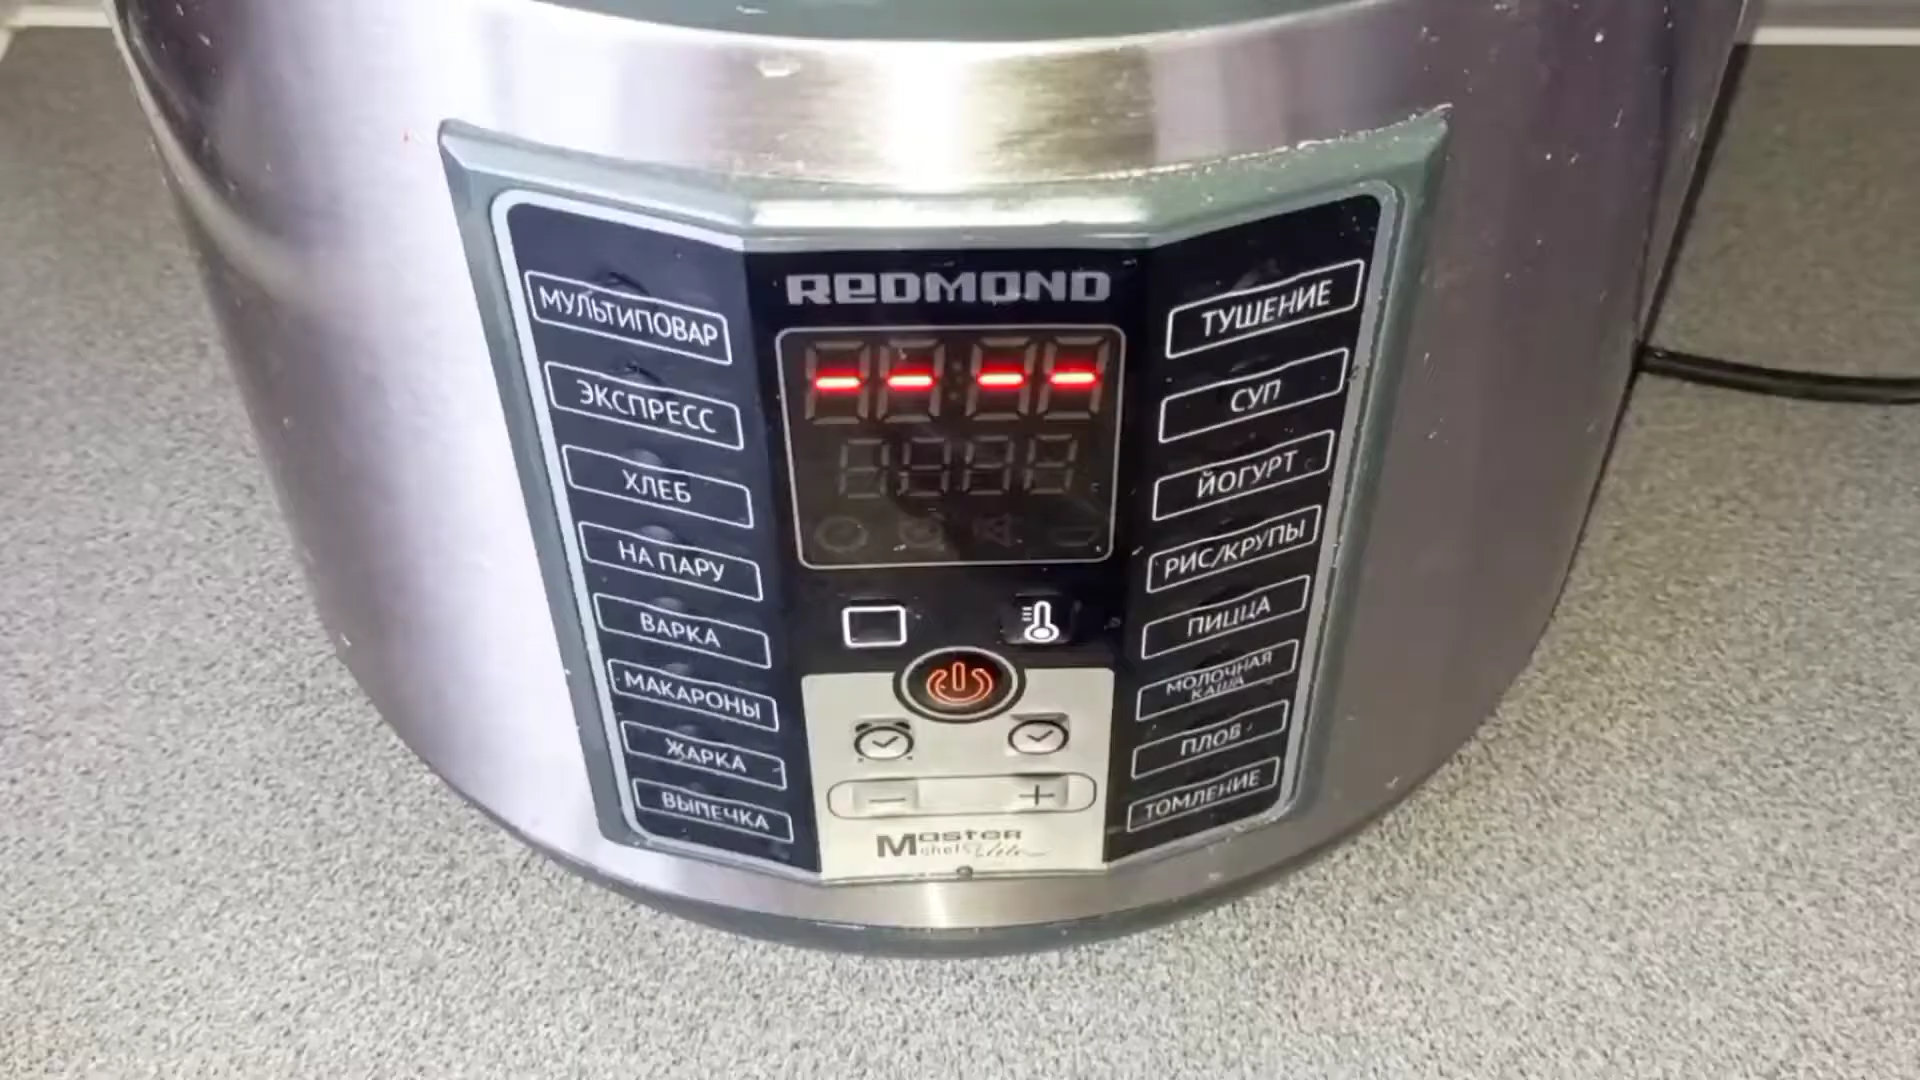 REDMOND
МУЛЬТИПОВАР
ЭКСПРЕСС
ХЛЕБ
НА ПАРУ
ВАРКА
МАКАРОНЫ
ЖАРКА
ВЫПЕЧКА
ТУШЕНИЕ
СУП
ЙОГУРТ
РИС/КРУПЫ
ПИЦЦА
МОЛОЧНАЯ
КАША
ПЛОВ
ТОМЛЕНИЕ
- +
Master